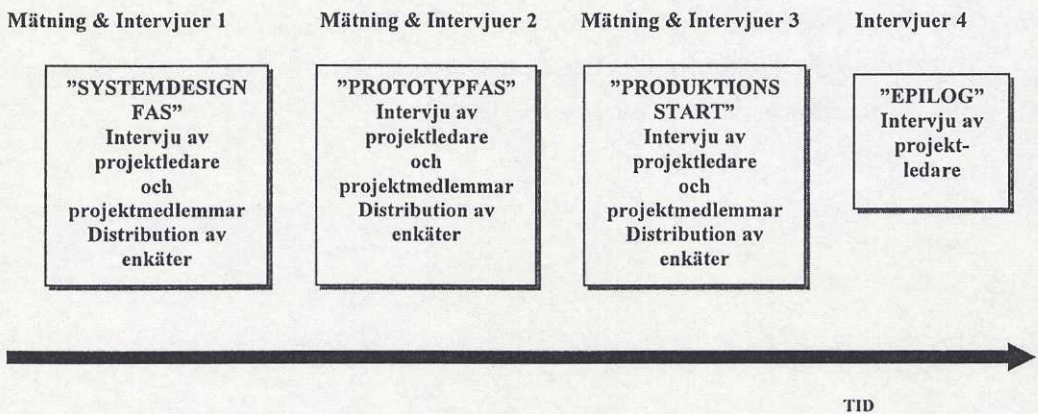 Mätning & Intervjuer 1
Mätning & Intervjuer 2
Mätning & Intervjuer 3
Intervjuer 4
”SYSTEMDESIGN
FAS”
Intervju av
projektledare
och
projektmedlemmar
Distribution av
enkäter
”PROTOTYPFAS”
Intervju av
projektledare
och
projektmedlemmar
Distribution av
enkäter
”PRODUKTIONS
START”
Intervju av
projektledare
och
projektmedlemmar
Distribution av
enkäter
”EPILOG”
Intervju av
projekt-
ledare
TID